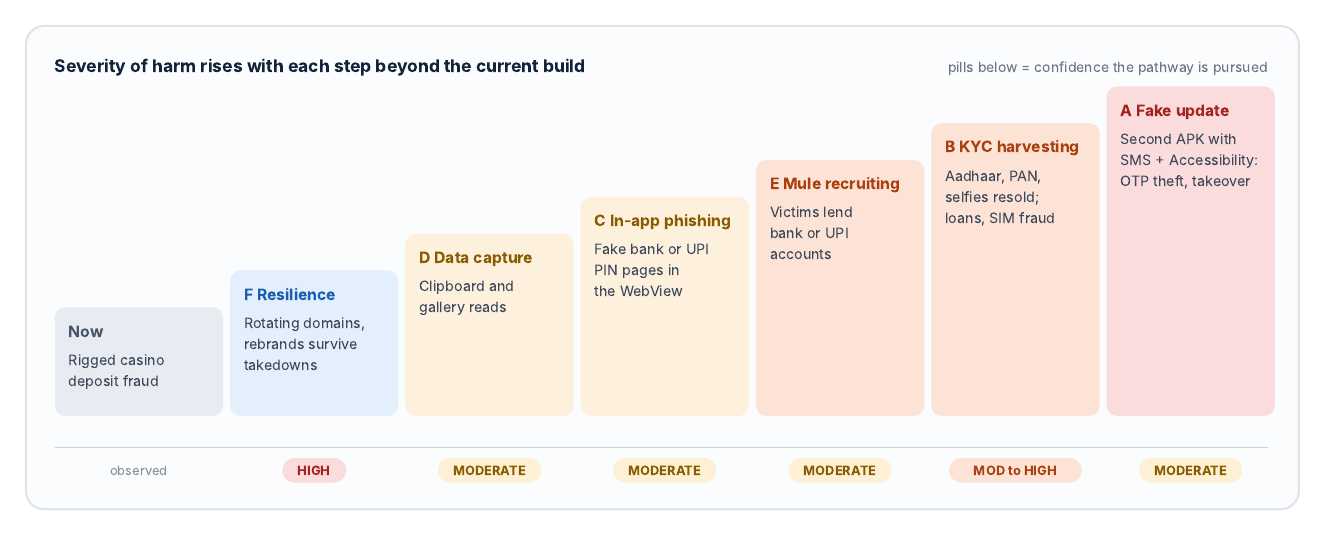 Severity of harm rises with each step beyond the current build
pills below = confidence the pathway is pursued
Now
Rigged casino
deposit fraud
F Resilience
Rotating domains,
rebrands survive
takedowns
D Data capture
Clipboard and
gallery reads
C In-app phishing
Fake bank or UPI
PIN pages in
the WebView
E Mule recruiting
Victims lend
bank or UPI
accounts
B KYC harvesting
Aadhaar, PAN,
selfies resold;
loans, SIM fraud
A Fake update
Second APK with
SMS + Accessibility:
OTP theft, takeover
observed
HIGH
MODERATE
MODERATE
MODERATE
MOD to HIGH
MODERATE